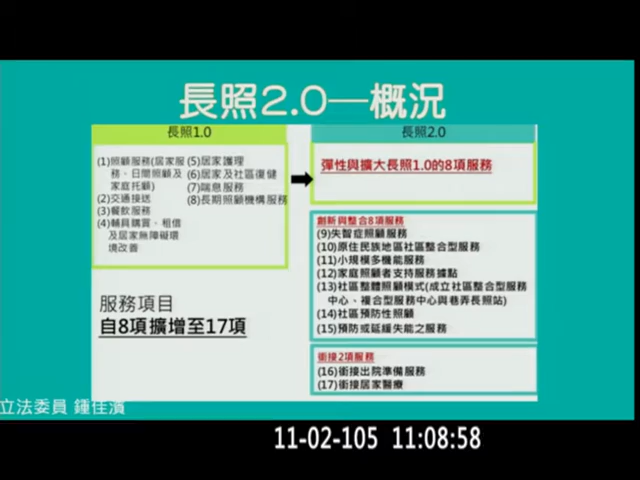 長照2.0—概況
長照1.0
(1)照顧服務(居家服
務、日間照顧及
家庭托顧)
(2)交通接送
(3)餐飲服務
(4)輔具購買、租借
及居家無障礙環
境改善
(5)居家護理
(6)居家及社區復健
(7)喘息服務
(8)長期照顧機構服務
服務項目
自8項擴增至17項
長照2.0
彈性與擴大長照1.0的8項服務
創新與整合8項服務
(9)失智症照顧服務
(10)原住民族地區社區整合型服務
(11)小規模多機能服務
(12)家庭照顧者支持服務據點
(13)社區整體照顧模式(成立社區整合型服務
中心、複合型服務中心與巷弄長照站)
(14)社區預防性照顧
(15)預防或延緩失能之服務
銜接2項服務
(16)銜接出院準備服務
(17)銜接居家醫療
立法委員 鍾佳濱
11-02-105 11:08:58